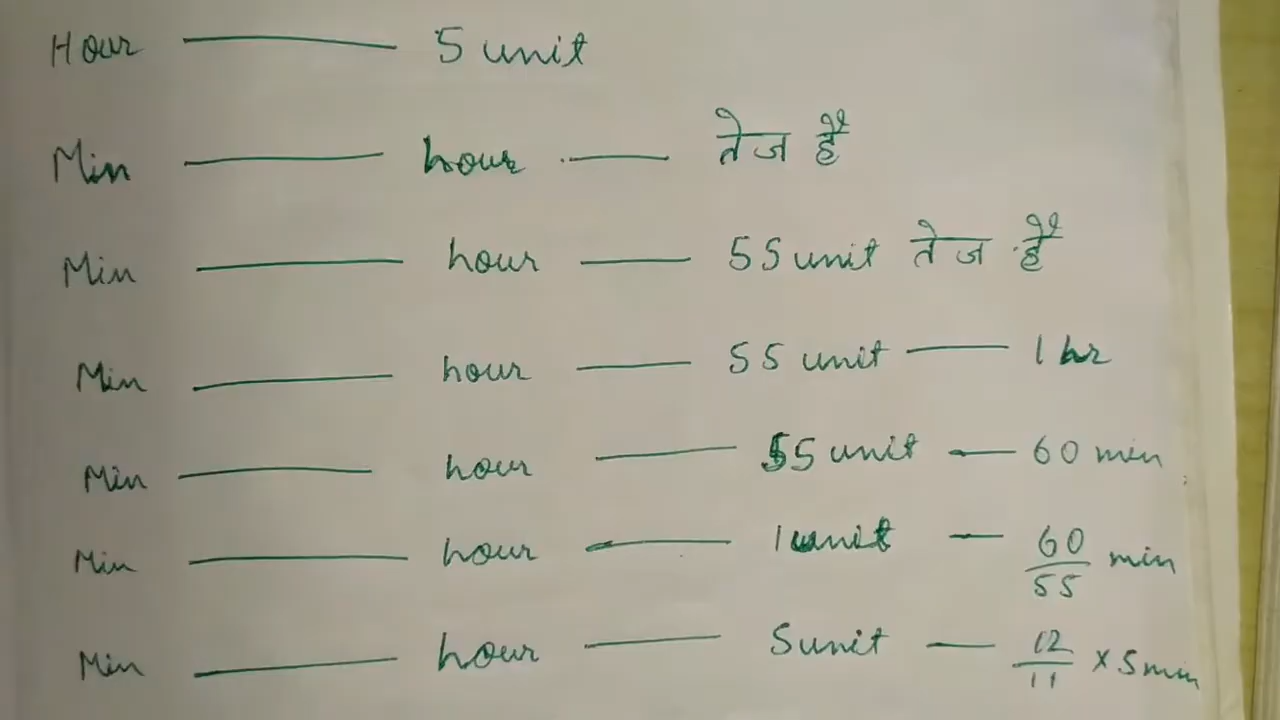 Hour —— 5 unit
Min —— hour —— तेज है
Min —— hour —— 55 unit तेज है
Min —— hour —— 55 unit —— 1 hr
Min —— hour —— 55 unit — 60 min
Min —— hour —— 1 unit — 60/55 min
Min —— hour —— 5 unit — 12/11 × 5 min